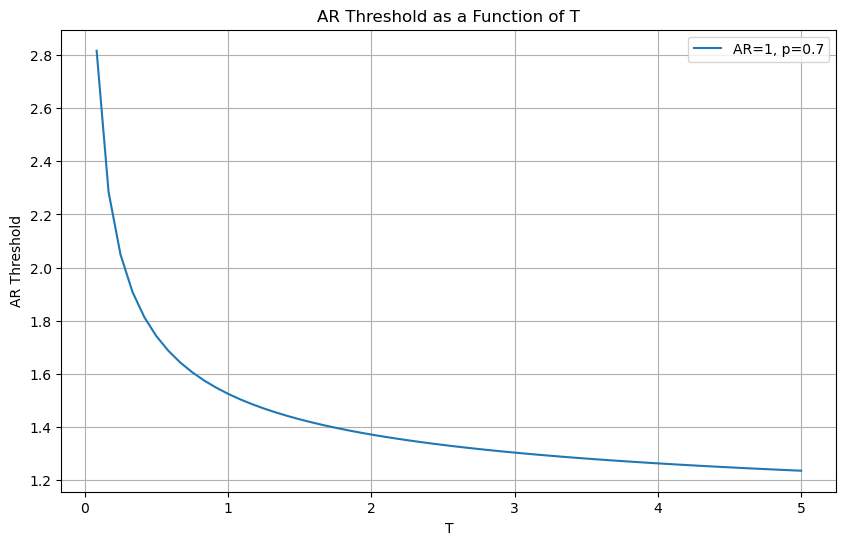 AR Threshold as a Function of T
AR=1, p=0.7
AR Threshold
2.8
2.6
2.4
2.2
2.0
1.8
1.6
1.4
1.2
0 1 2 3 4 5
T